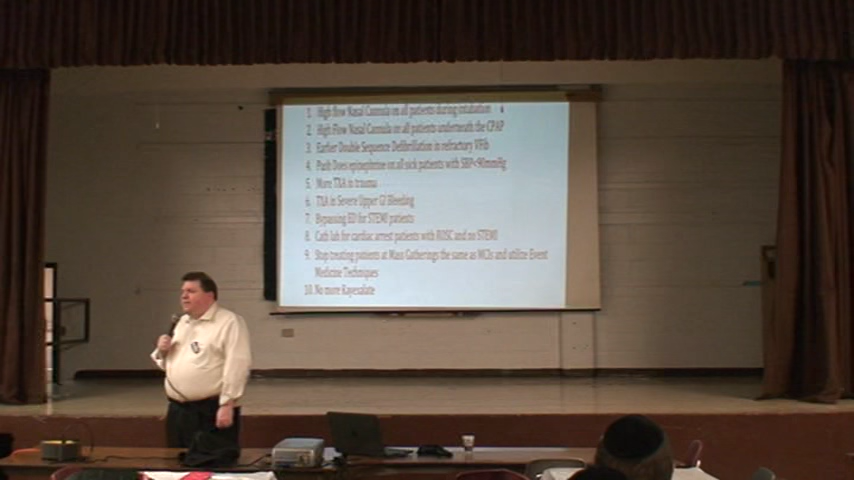 1. High flow Nasal Cannula on all patients during intubation
2. High Flow Nasal Cannula on all patients underneath the CPAP
3. Earlier Double Sequence Defibrillation in refractory VFib
4. Push Does epinephrine on all sick patients with SBP<90mmHg
5. More TXA in trauma
6. TXA in Severe Upper GI Bleeding
7. Bypassing ED for STEMI patients
8. Cath lab for cardiac arrest patients with ROSC and no STEMI
9. Stop treating patients at Mass Gatherings the same as MCIs and utilize Event
Medicine Techniques
10. No more Kayexalate